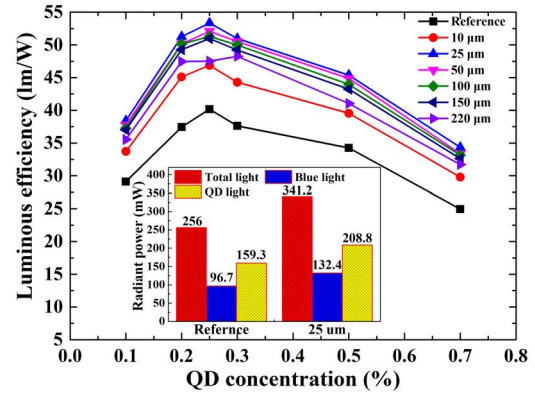 Luminous efficiency (lm/W)
55
50
45
40
35
30
25
20
15
10
5
0.0 0.1 0.2 0.3 0.4 0.5 0.6 0.7 0.8
QD concentration (%)
Reference
10 µm
25 µm
50 µm
100 µm
150 µm
220 µm
Radiant power (mW)
400
350
300
250
200
150
100
50
0
Total light Blue light
QD light
256
96.7
159.3
341.2
132.4
208.8
Refernce 25 um